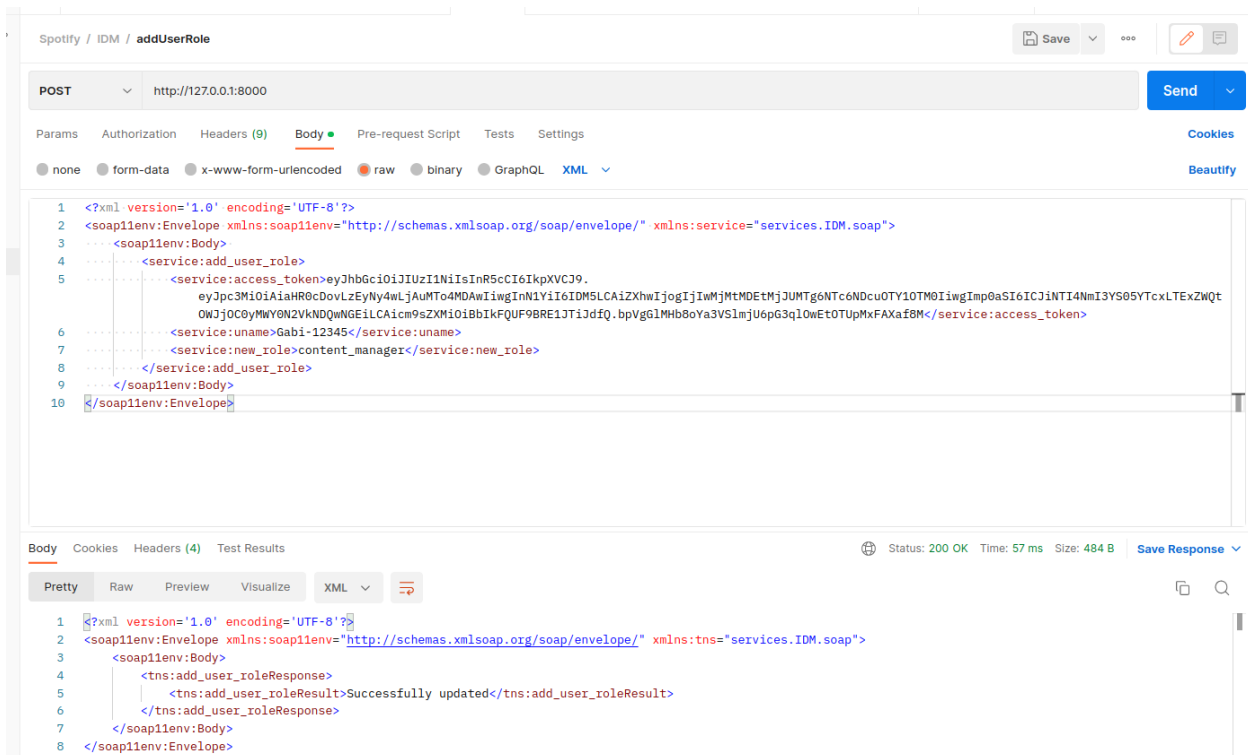 Spotify / IDM / addUserRole
Save
POST http://127.0.0.1:8000 Send
Params Authorization Headers (9) Body Pre-request Script Tests Settings Cookies
none form-data x-www-form-urlencoded raw binary GraphQL XML Beautify
1 <?xml version='1.0' encoding='UTF-8'?>
2 <soap11env:Envelope xmlns:soap11env="http://schemas.xmlsoap.org/soap/envelope/" xmlns:service="services.IDM.soap">
3 <soap11env:Body>
4 <service:add_user_role>
5 <service:access_token>eyJhbGciOiJIUzI1NiIsInR5cCI6IkpXVCJ9.
</service:access_token>
6 <service:uname>Gabi-12345</service:uname>
7 <service:new_role>content_manager</service:new_role>
8 </service:add_user_role>
9 </soap11env:Body>
10 </soap11env:Envelope>
Body Cookies Headers (4) Test Results Status: 200 OK Time: 57 ms Size: 484 B Save Response
Pretty Raw Preview Visualize XML
1 <?xml version='1.0' encoding='UTF-8'?>
2 <soap11env:Envelope xmlns:soap11env="http://schemas.xmlsoap.org/soap/envelope/" xmlns:tns="services.IDM.soap">
3 <soap11env:Body>
4 <tns:add_user_roleResponse>
5 <tns:add_user_roleResult>Successfully updated</tns:add_user_roleResult>
6 </tns:add_user_roleResponse>
7 </soap11env:Body>
8 </soap11env:Envelope>